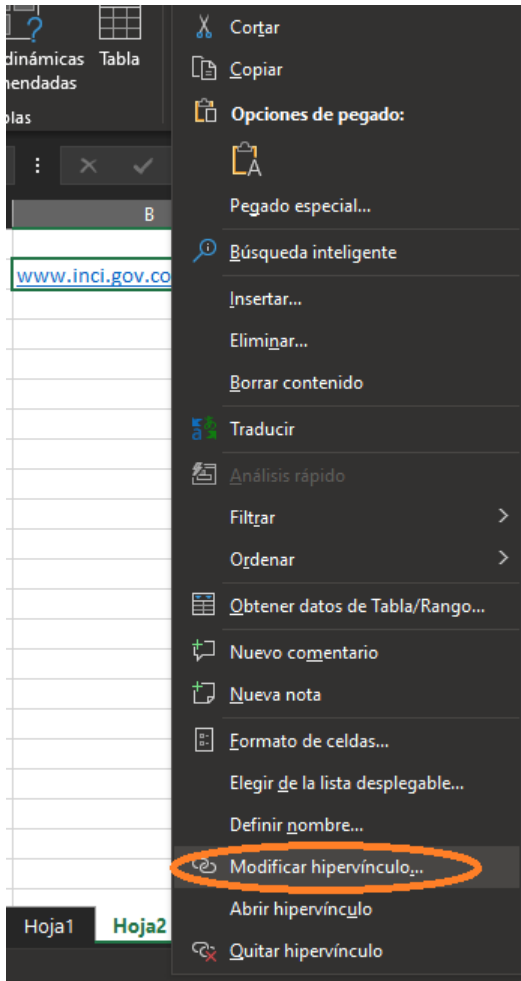 dinámicas Tabla
endadas
las
B
www.inci.gov.co
Cortar
Copiar
Opciones de pegado:
Pegado especial...
Búsqueda inteligente
Insertar...
Eliminar...
Borrar contenido
Traducir
Análisis rápido
Filtrar
Ordenar
Obtener datos de Tabla/Rango...
Nuevo comentario
Nueva nota
Formato de celdas...
Elegir de la lista desplegable...
Definir nombre...
Modificar hipervínculo...
Abrir hipervínculo
Quitar hipervínculo
Hoja1 Hoja2